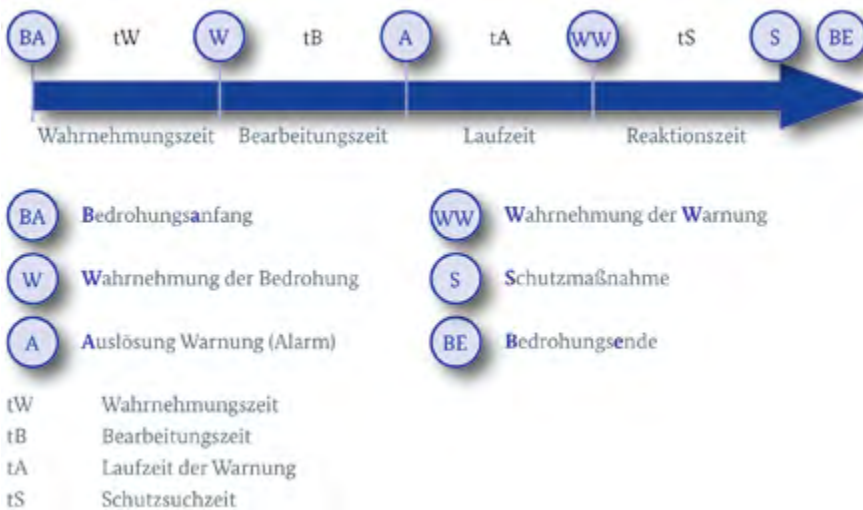 BA tW W tB A tA WW tS S BE
Wahrnehmungszeit Bearbeitungszeit Laufzeit Reaktionszeit
BA Bedrohungsanfang
WW Wahrnehmung der Warnung
W Wahrnehmung der Bedrohung
S Schutzmaßnahme
A Auslösung Warnung (Alarm)
BE Bedrohungsende
tW Wahrnehmungszeit
tB Bearbeitungszeit
tA Laufzeit der Warnung
tS Schutzsuchzeit